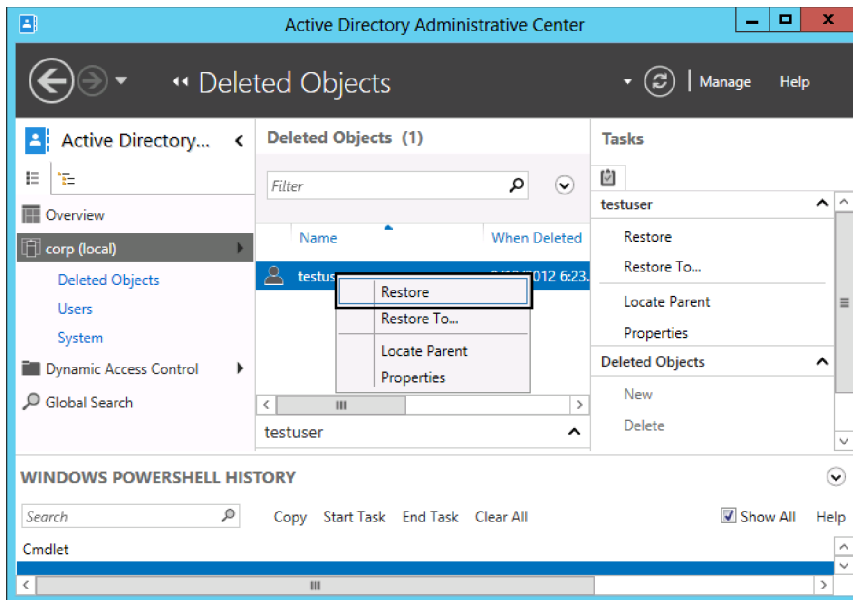 Active Directory Administrative Center
Deleted Objects
Manage Help
Active Directory...
Overview
corp (local)
Deleted Objects
Users
System
Dynamic Access Control
Global Search
Deleted Objects (1)
Filter
Name When Deleted
012 6:23.
Restore
Restore To...
Locate Parent
Properties
testuser
Tasks
testuser
Restore
Restore To...
Locate Parent
Properties
Deleted Objects
New
Delete
WINDOWS POWERSHELL HISTORY
Search Copy Start Task End Task Clear All Show All Help
Cmdlet